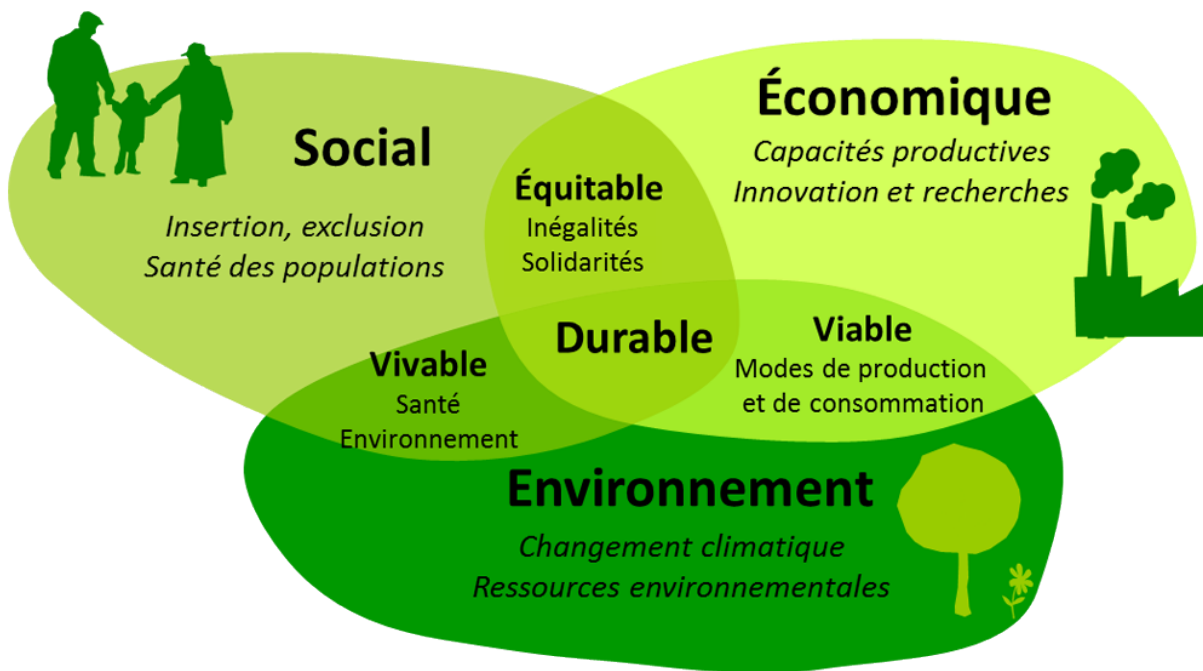 Social
Insertion, exclusion
Santé des populations
Économique
Capacités productives
Innovation et recherches
Équitable
Inégalités
Solidarités
Durable
Viable
Modes de production
et de consommation
Vivable
Santé
Environnement
Environnement
Changement climatique
Ressources environnementales